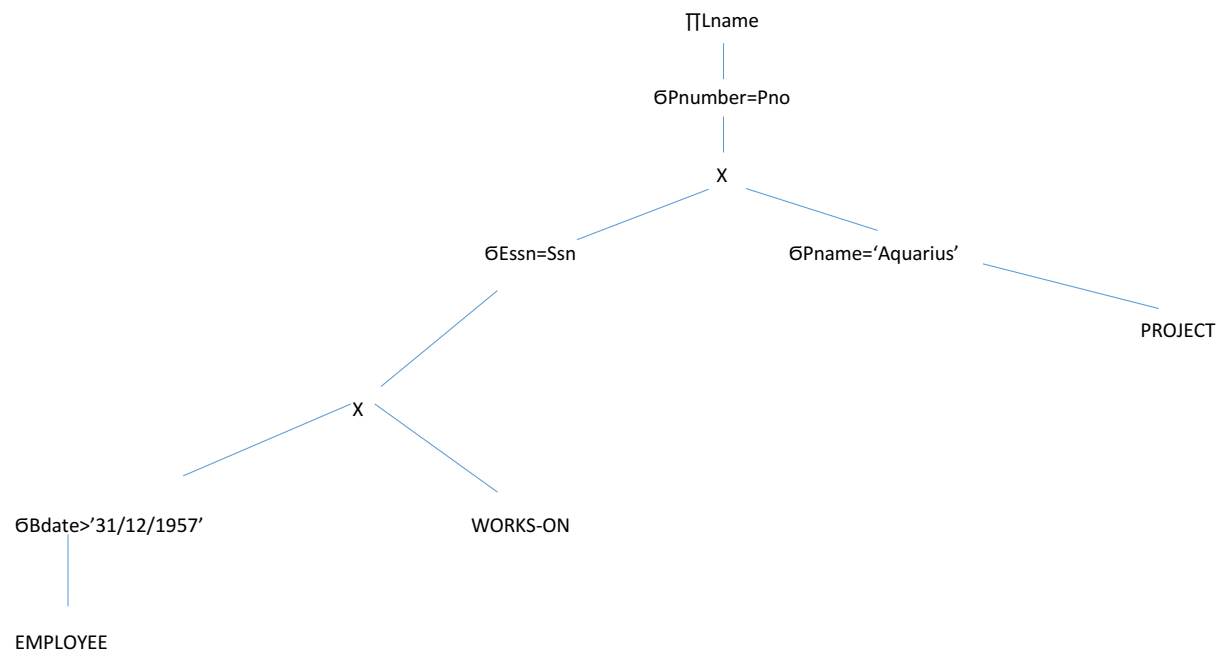 ∏Lname
ϬPnumber=Pno
X
ϬEssn=Ssn
ϬPname=‘Aquarius’
PROJECT
X
ϬBdate>’31/12/1957’
WORKS-ON
EMPLOYEE